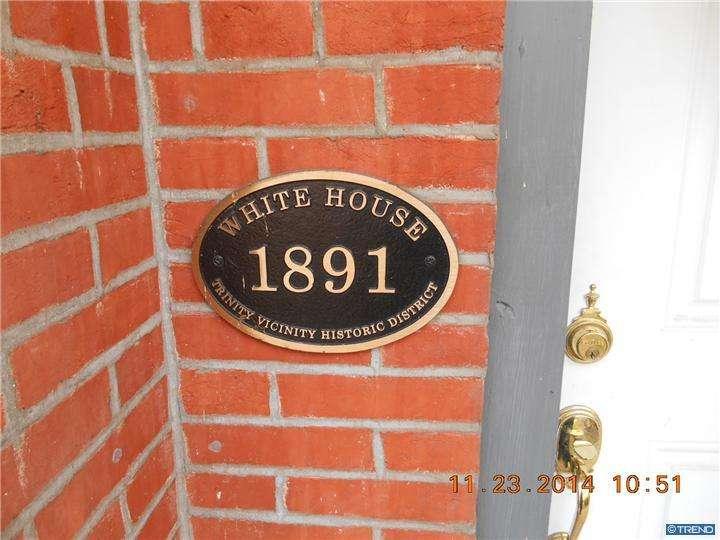 WHITE HOUSE
1891
TRINITY VICINITY HISTORIC DISTRICT
11.23.2014 10:51
©TREND